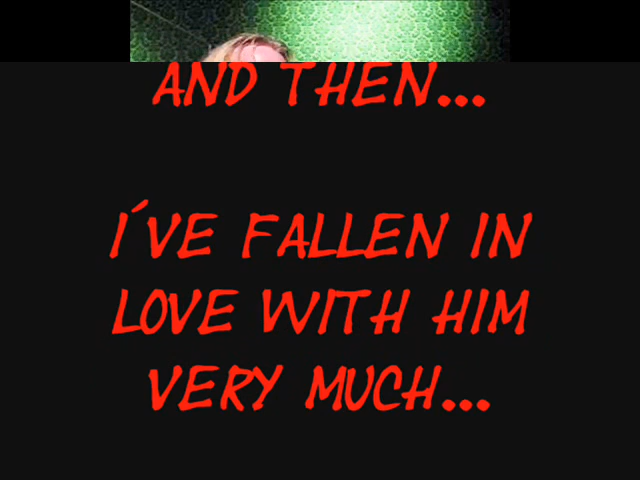 AND THEN...
I´VE FALLEN IN
LOVE WITH HIM
VERY MUCH...